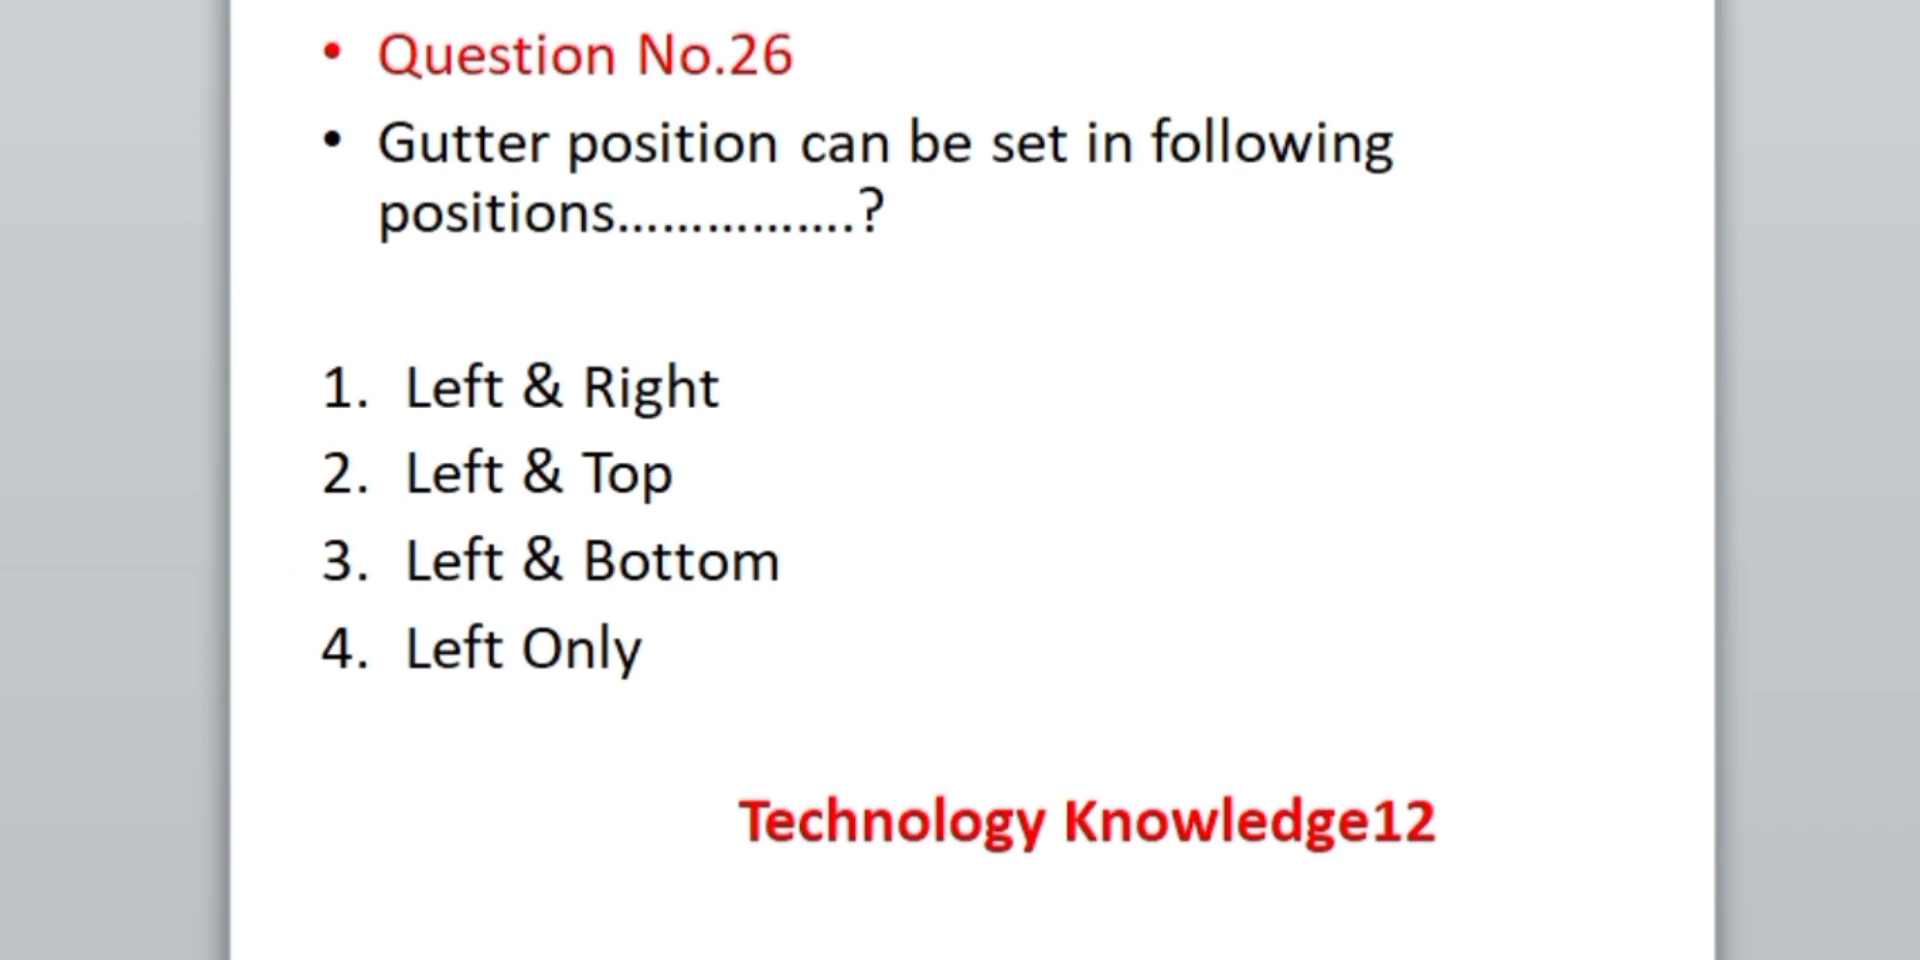 • Question No.26
• Gutter position can be set in following
positions…………….?
1. Left & Right
2. Left & Top
3. Left & Bottom
4. Left Only
Technology Knowledge12